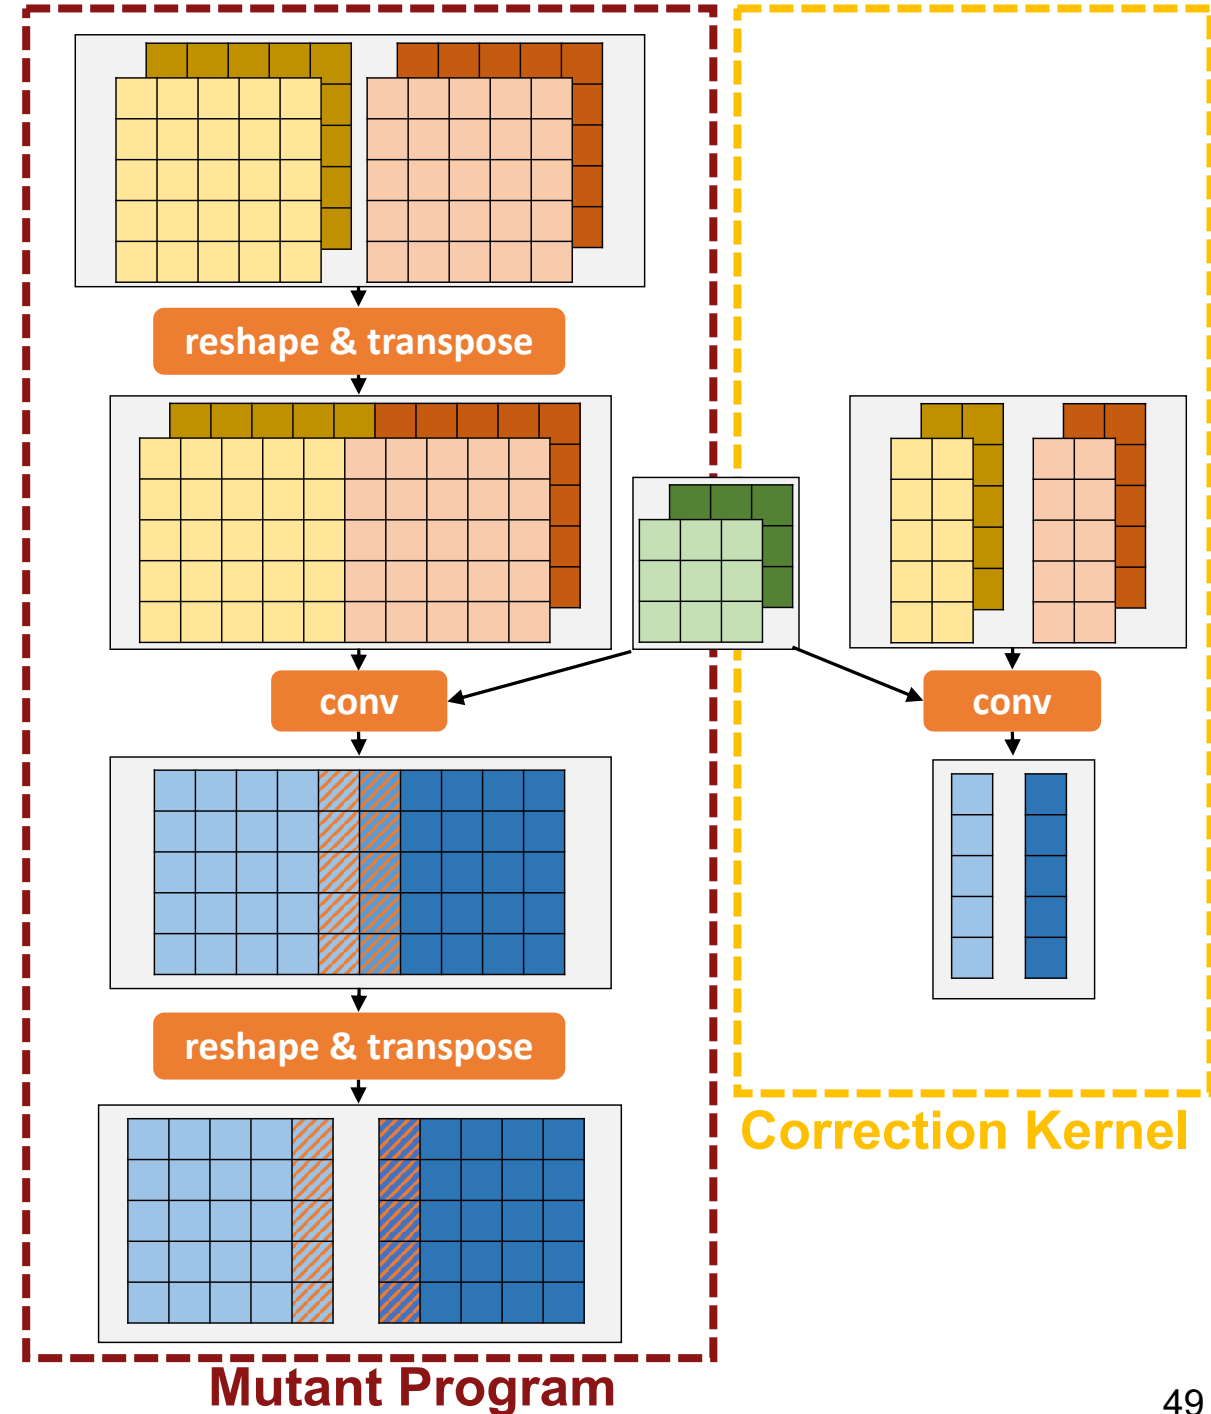 reshape & transpose
conv
conv
reshape & transpose
Correction Kernel
Mutant Program
49